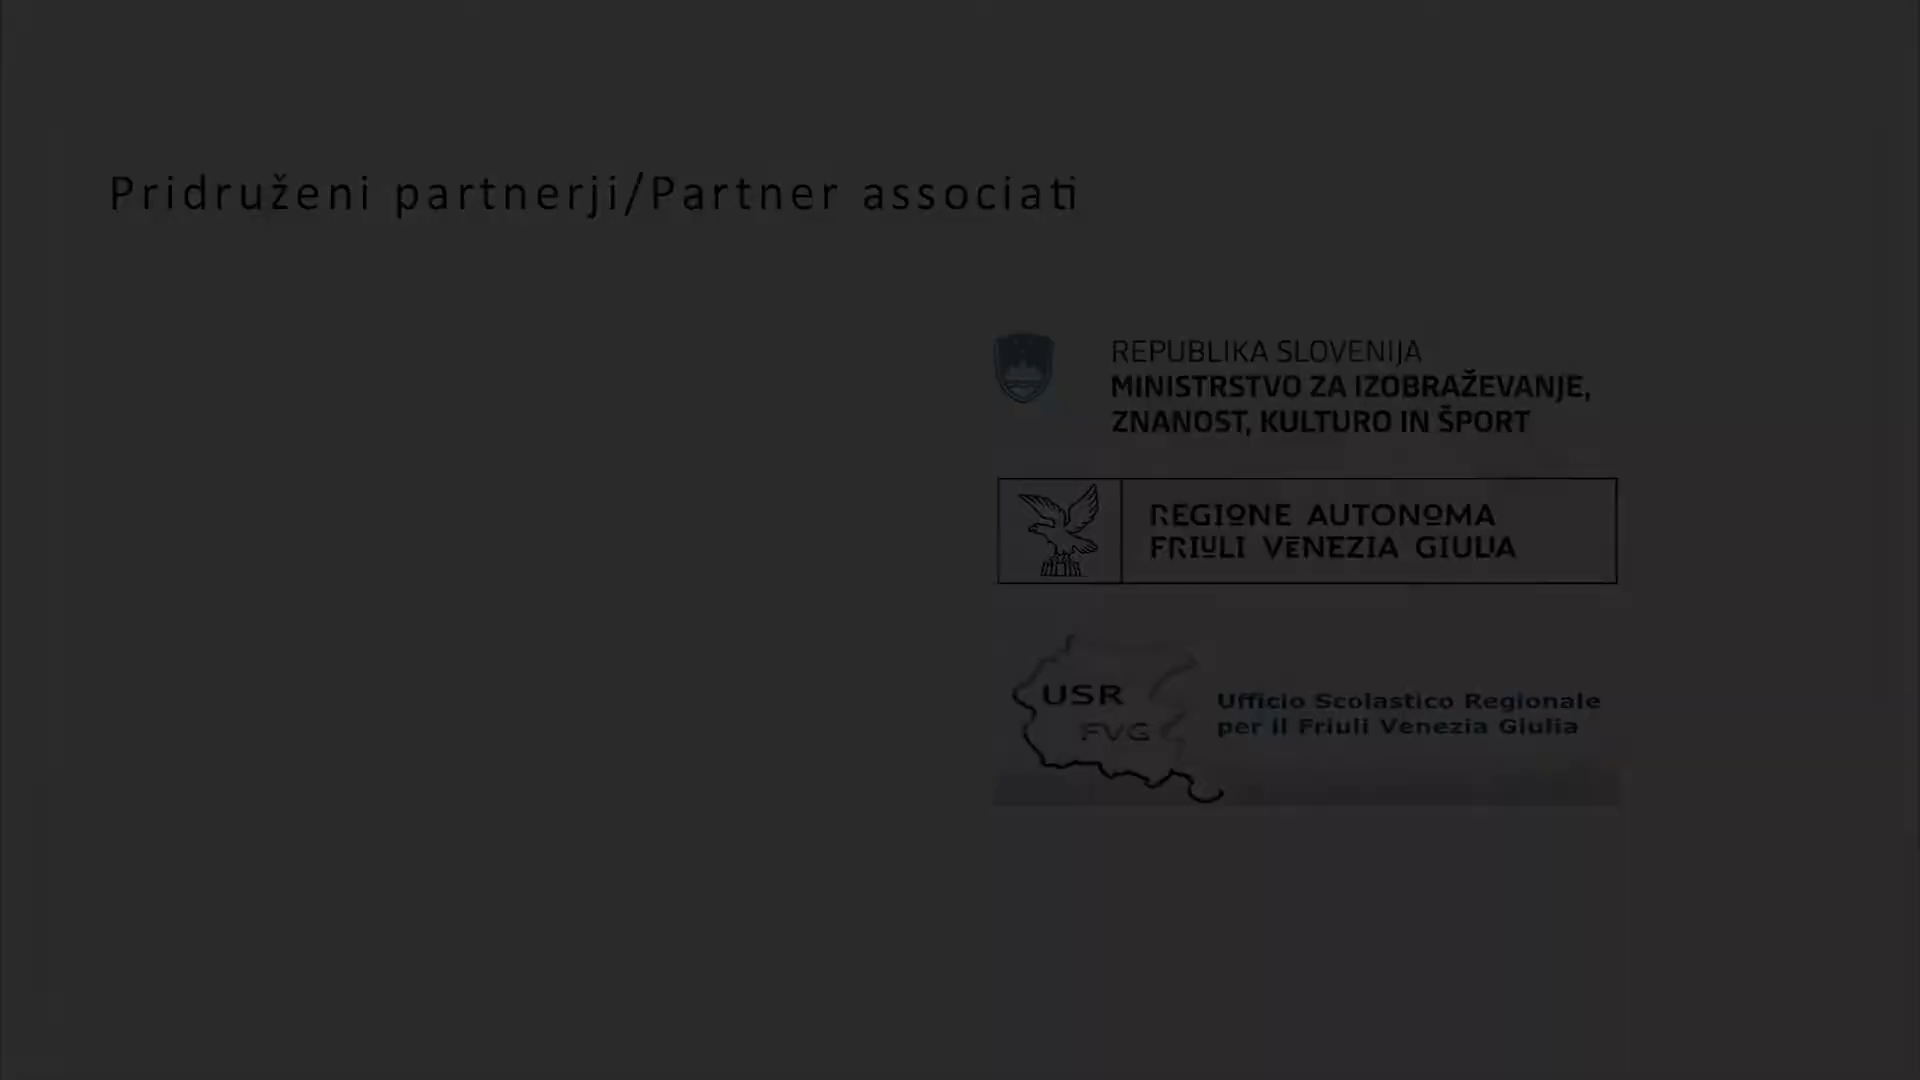 Pridruženi partnerji/Partner associati
REPUBLIKA SLOVENIJA
MINISTRSTVO ZA IZOBRAŽEVANJE,
ZNANOST, KULTURO IN ŠPORT
REGIONE AUTONOMA
FRIULI VENEZIA GIULIA
USR
FVG
Ufficio Scolastico Regionale
per il Friuli Venezia Giulia